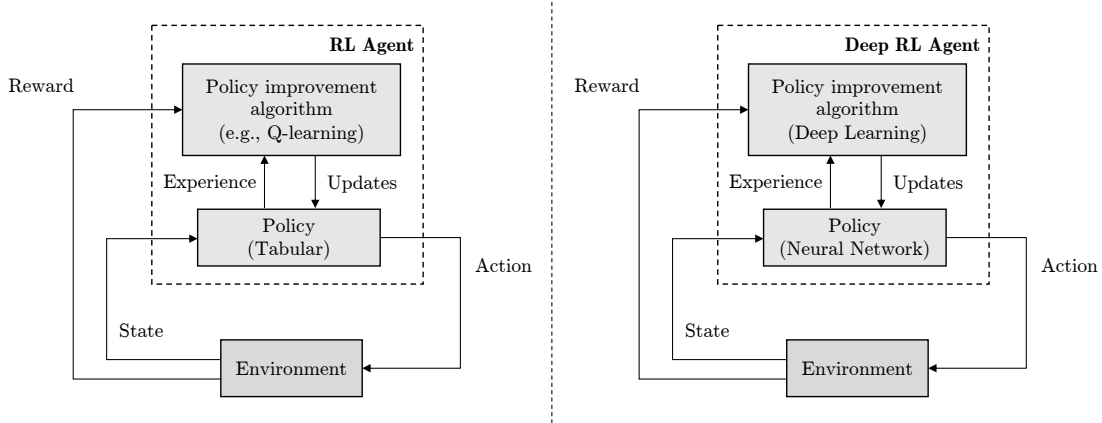 RL Agent
Reward
Policy improvement
algorithm
(e.g., Q-learning)
Experience
Updates
Policy
(Tabular)
Action
State
Environment
Deep RL Agent
Reward
Policy improvement
algorithm
(Deep Learning)
Experience
Updates
Policy
(Neural Network)
Action
State
Environment